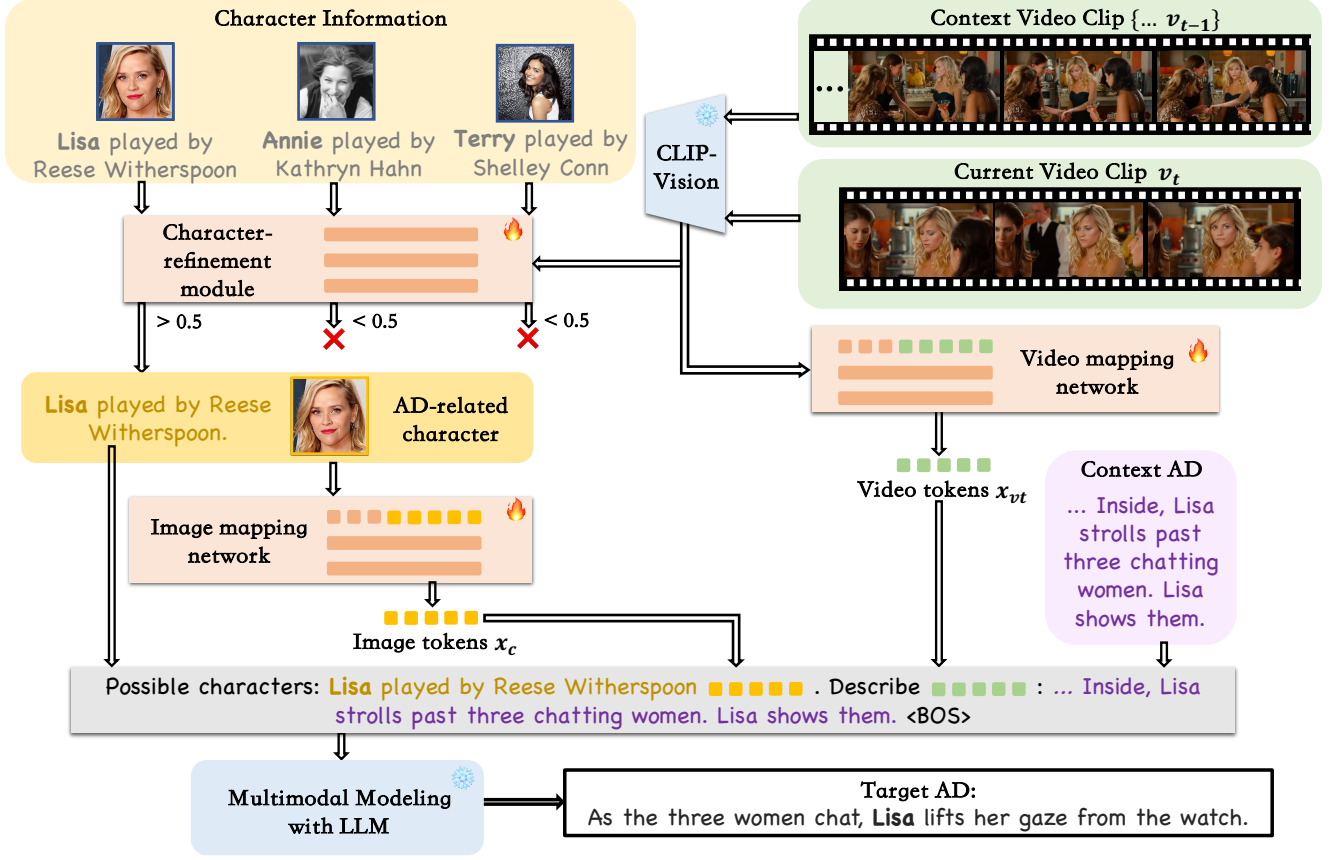 Character Information
Lisa played by
Reese Witherspoon
Annie played by
Kathryn Hahn
Terry played by
Shelley Conn
Context Video Clip {... v_{t-1}}
...
CLIP-
Vision
Current Video Clip v_t
Character-
refinement
module
> 0.5
< 0.5
< 0.5
Video mapping
network
Lisa played by Reese
Witherspoon.
AD-related
character
Video tokens x_{vt}
Context AD
... Inside, Lisa
strolls past
three chatting
women. Lisa
shows them.
Image mapping
network
Image tokens x_c
Possible characters: Lisa played by Reese Witherspoon . Describe : ... Inside, Lisa
strolls past three chatting women. Lisa shows them. <BOS>
Multimodal Modeling
with LLM
Target AD:
As the three women chat, Lisa lifts her gaze from the watch.